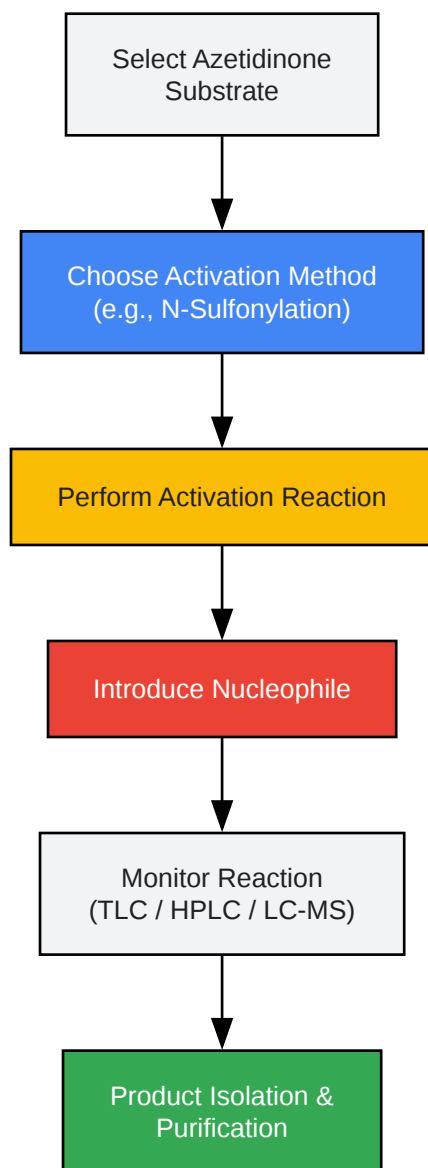 Select Azetidinone
Substrate
Choose Activation Method
(e.g., N-Sulfonylation)
Perform Activation Reaction
Introduce Nucleophile
Monitor Reaction
(TLC / HPLC / LC-MS)
Product Isolation &
Purification